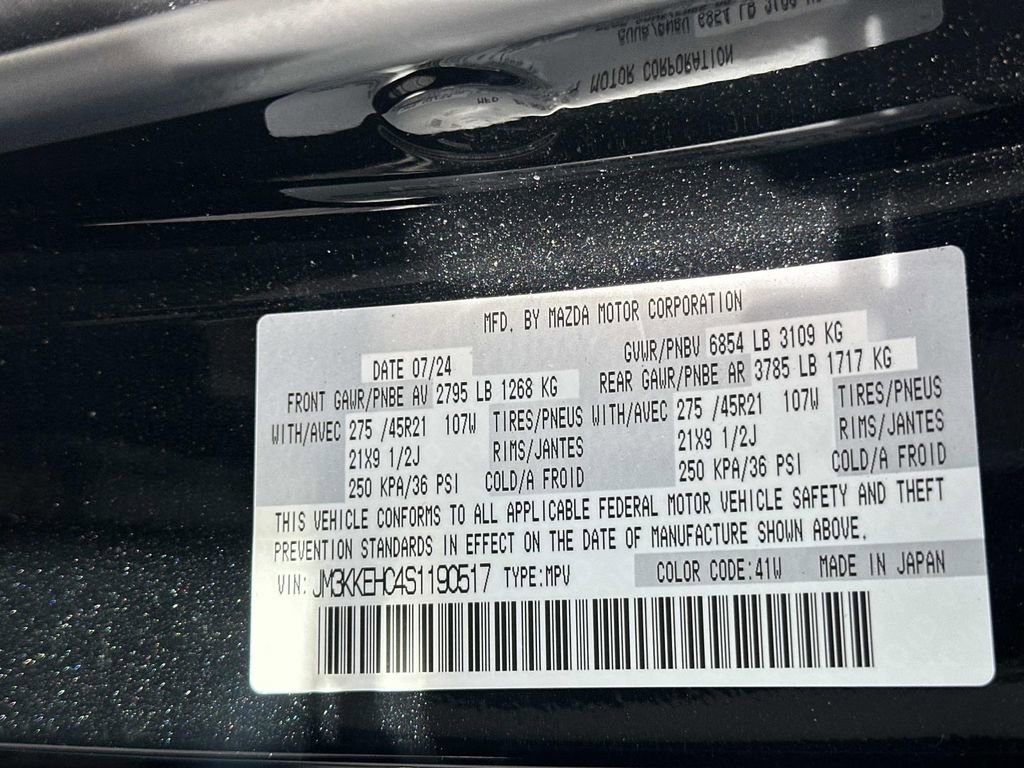 MOTOR CORPORATION
MFD. BY MAZDA MOTOR CORPORATION
DATE 07/24 GVWR/PNBV 6854 LB 3109 KG
FRONT GAWR/PNBE AV 2795 LB 1268 KG REAR GAWR/PNBE AR 3785 LB 1717 KG
WITH/AVEC 275 /45R21 107W TIRES/PNEUS WITH/AVEC 275 /45R21 107W TIRES/PNEUS
21X9 1/2J RIMS/JANTES 21X9 1/2J RIMS/JANTES
250 KPA/36 PSI COLD/A FROID 250 KPA/36 PSI COLD/A FROID
THIS VEHICLE CONFORMS TO ALL APPLICABLE FEDERAL MOTOR VEHICLE SAFETY AND THEFT
PREVENTION STANDARDS IN EFFECT ON THE DATE OF MANUFACTURE SHOWN ABOVE.
VIN: JM3KKEHC4S1190517 TYPE:MPV COLOR CODE:41W MADE IN JAPAN